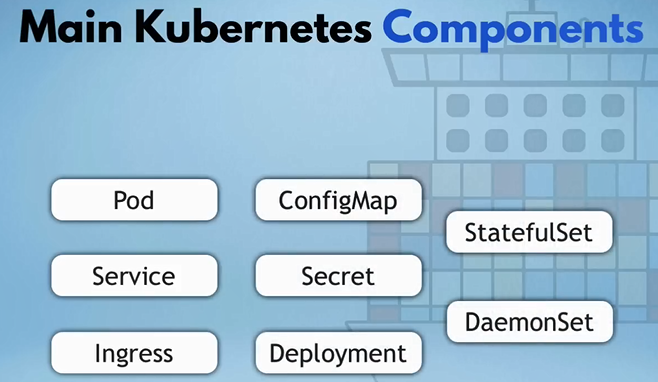 Main Kubernetes Components
Pod
Service
Ingress
ConfigMap
Secret
Deployment
StatefulSet
DaemonSet